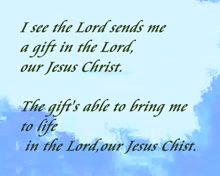 I see the Lord sends me
a gift in the Lord,
our Jesus Christ.
The gift's able to bring me
to life
in the Lord,our Jesus Chist.